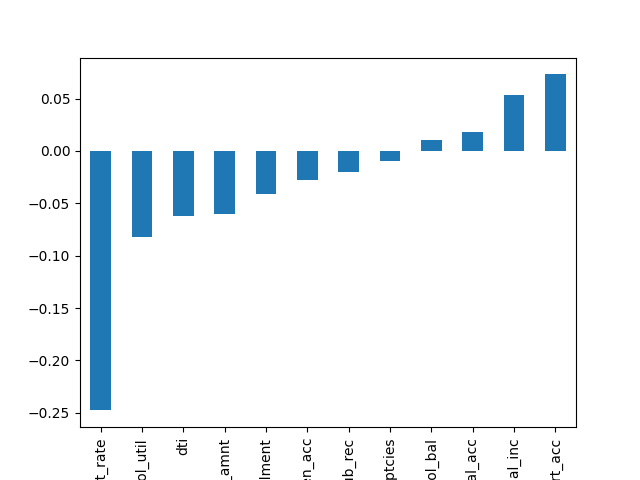 0.05
0.00
−0.05
−0.10
−0.15
−0.20
−0.25
t_rate
ol_util
dti
_amnt
lment
en_acc
ub_rec
ptcies
ol_bal
al_acc
al_inc
rt_acc